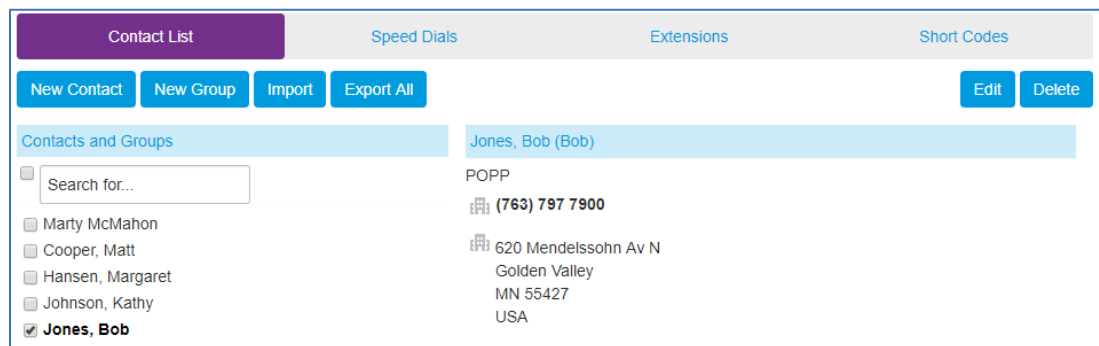 Contact List Speed Dials Extensions Short Codes
New Contact New Group Import Export All Edit Delete
Contacts and Groups
Search for...
Marty McMahon
Cooper, Matt
Hansen, Margaret
Johnson, Kathy
Jones, Bob
Jones, Bob (Bob)
POPP
(763) 797 7900
620 Mendelssohn Av N
Golden Valley
MN 55427
USA